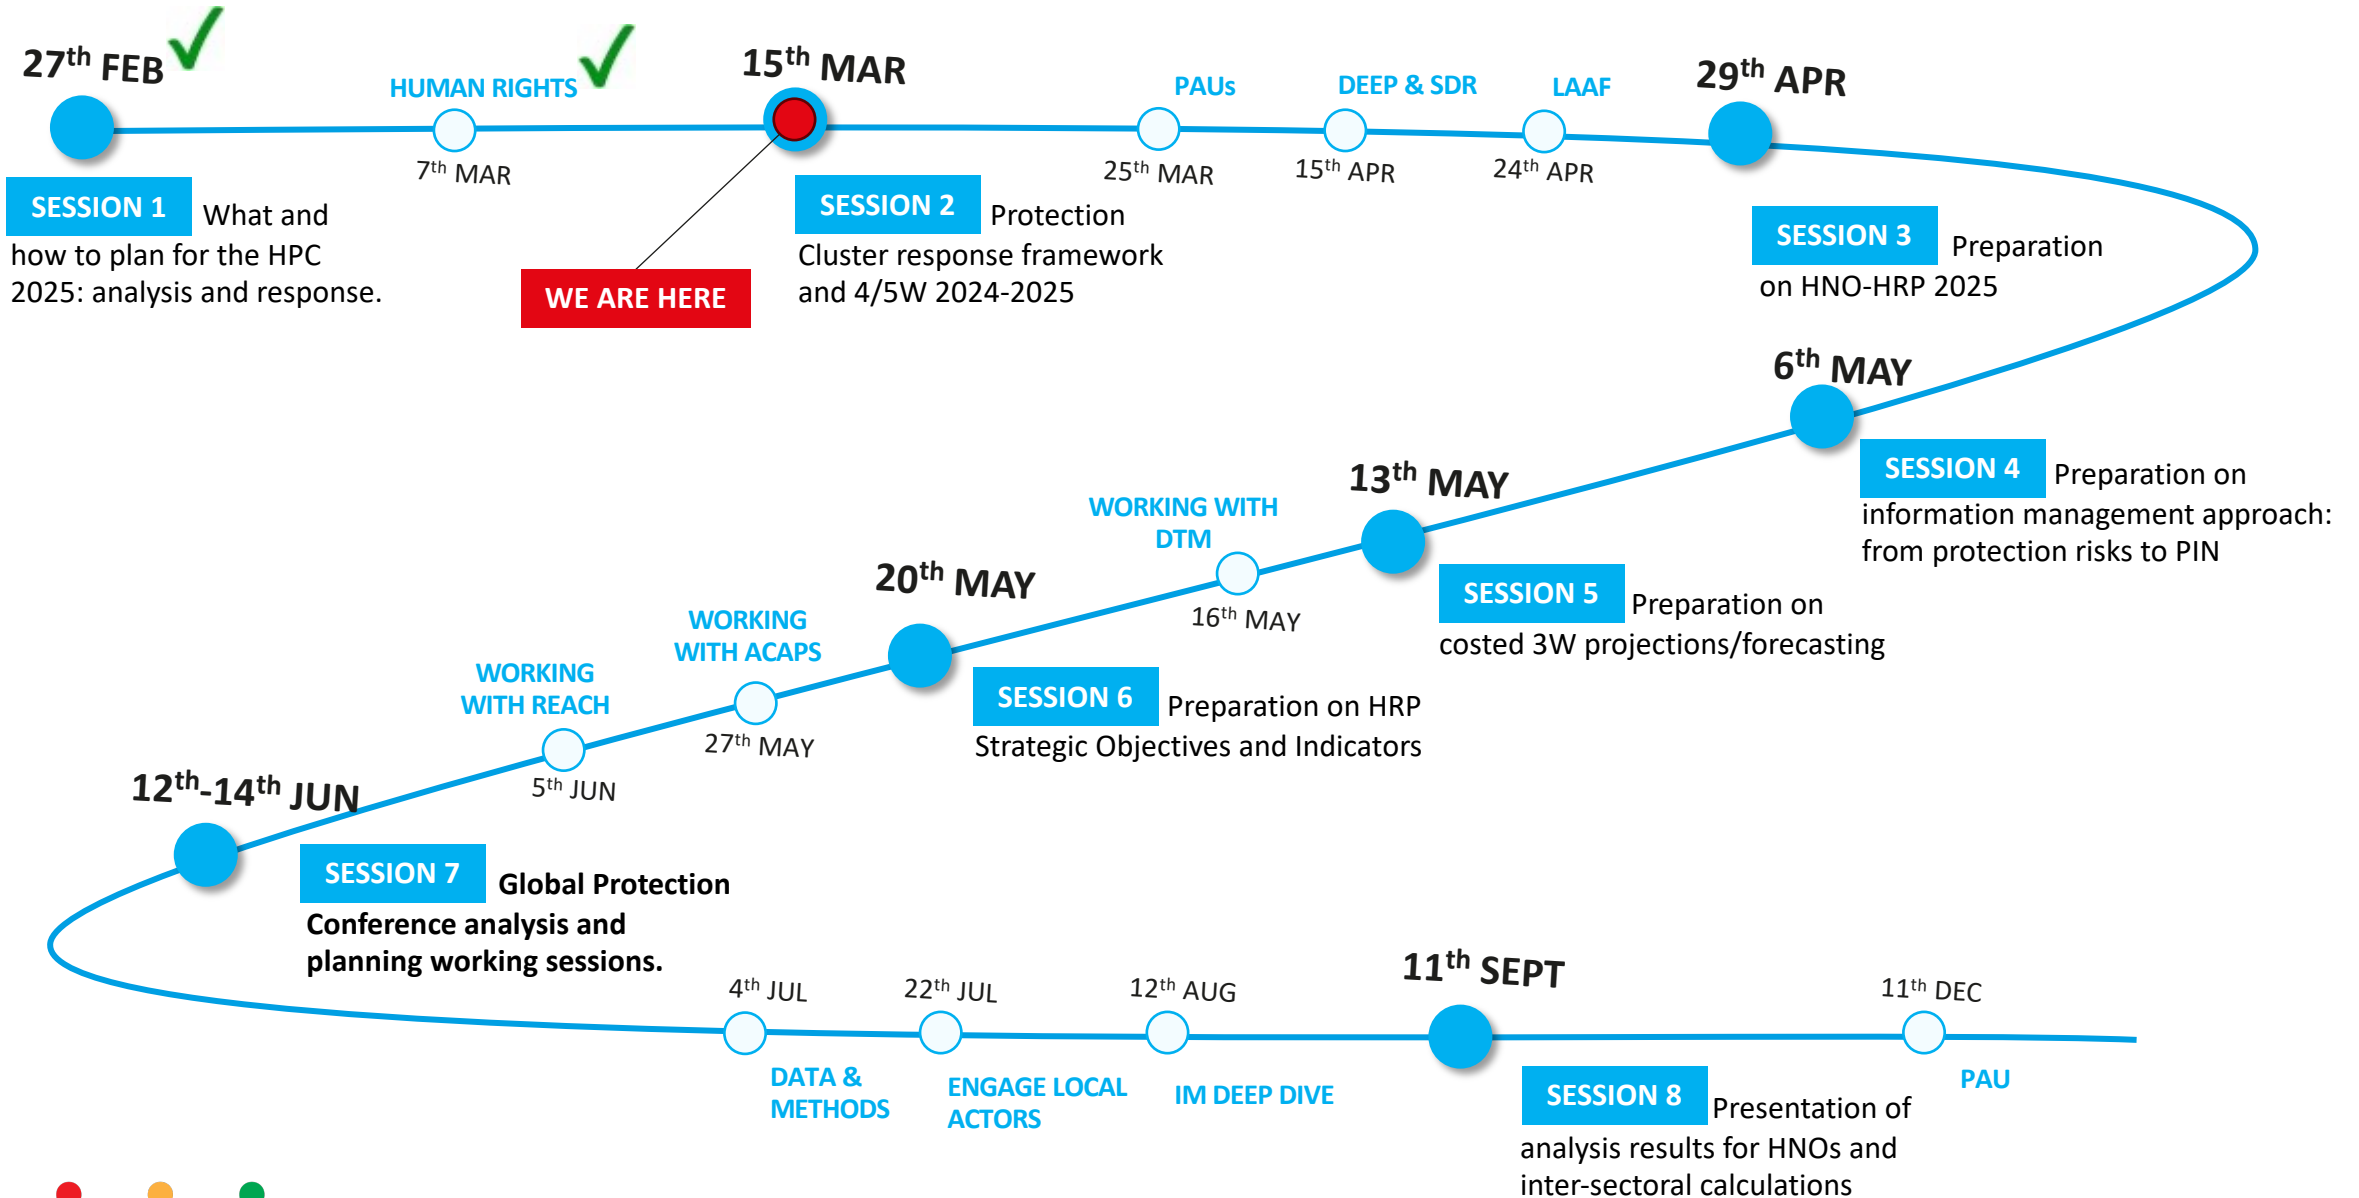 27th FEB
HUMAN RIGHTS
7th MAR
15th MAR
PAUs
25th MAR
DEEP & SDR
15th APR
LAAF
24th APR
29th APR
SESSION 1 What and
how to plan for the HPC
2025: analysis and response.
WE ARE HERE
SESSION 2 Protection
Cluster response framework
and 4/5W 2024-2025
SESSION 3 Preparation
on HNO-HRP 2025
6th MAY
SESSION 4 Preparation on
information management approach:
from protection risks to PIN
13th MAY
SESSION 5 Preparation on
costed 3W projections/forecasting
WORKING WITH
DTM
16th MAY
20th MAY
SESSION 6 Preparation on HRP
Strategic Objectives and Indicators
WORKING
WITH ACAPS
27th MAY
WORKING
WITH REACH
5th JUN
12th-14th JUN
SESSION 7 Global Protection
Conference analysis and
planning working sessions.
4th JUL
DATA &
METHODS
22th JUL
ENGAGE LOCAL
ACTORS
12th AUG
IM DEEP DIVE
11th SEPT
SESSION 8 Presentation of
analysis results for HNOs and
inter-sectoral calculations
11th DEC
PAU